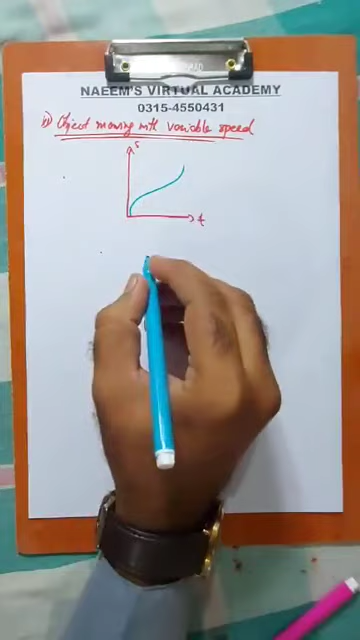 NAEEM'S VIRTUAL ACADEMY
0315-4550431
ii) Object moving with variable speed
S
t